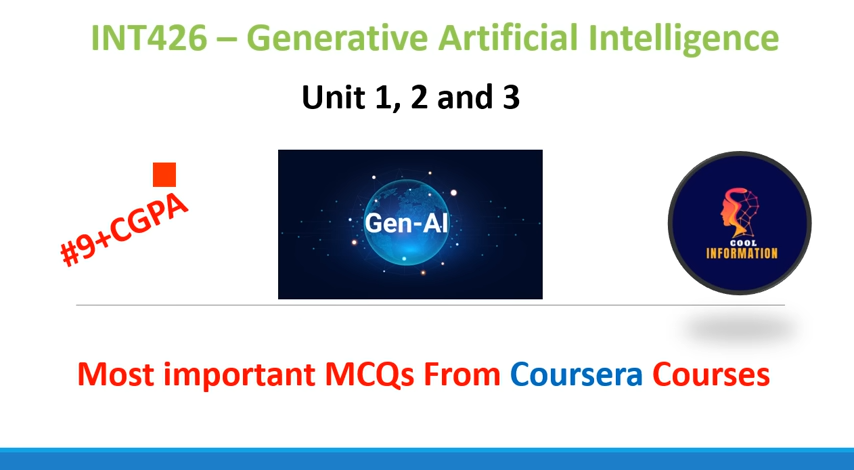 INT426 – Generative Artificial Intelligence
Unit 1, 2 and 3
#9+CGPA
Gen-AI
COOL
INFORMATION
Most important MCQs From Coursera Courses